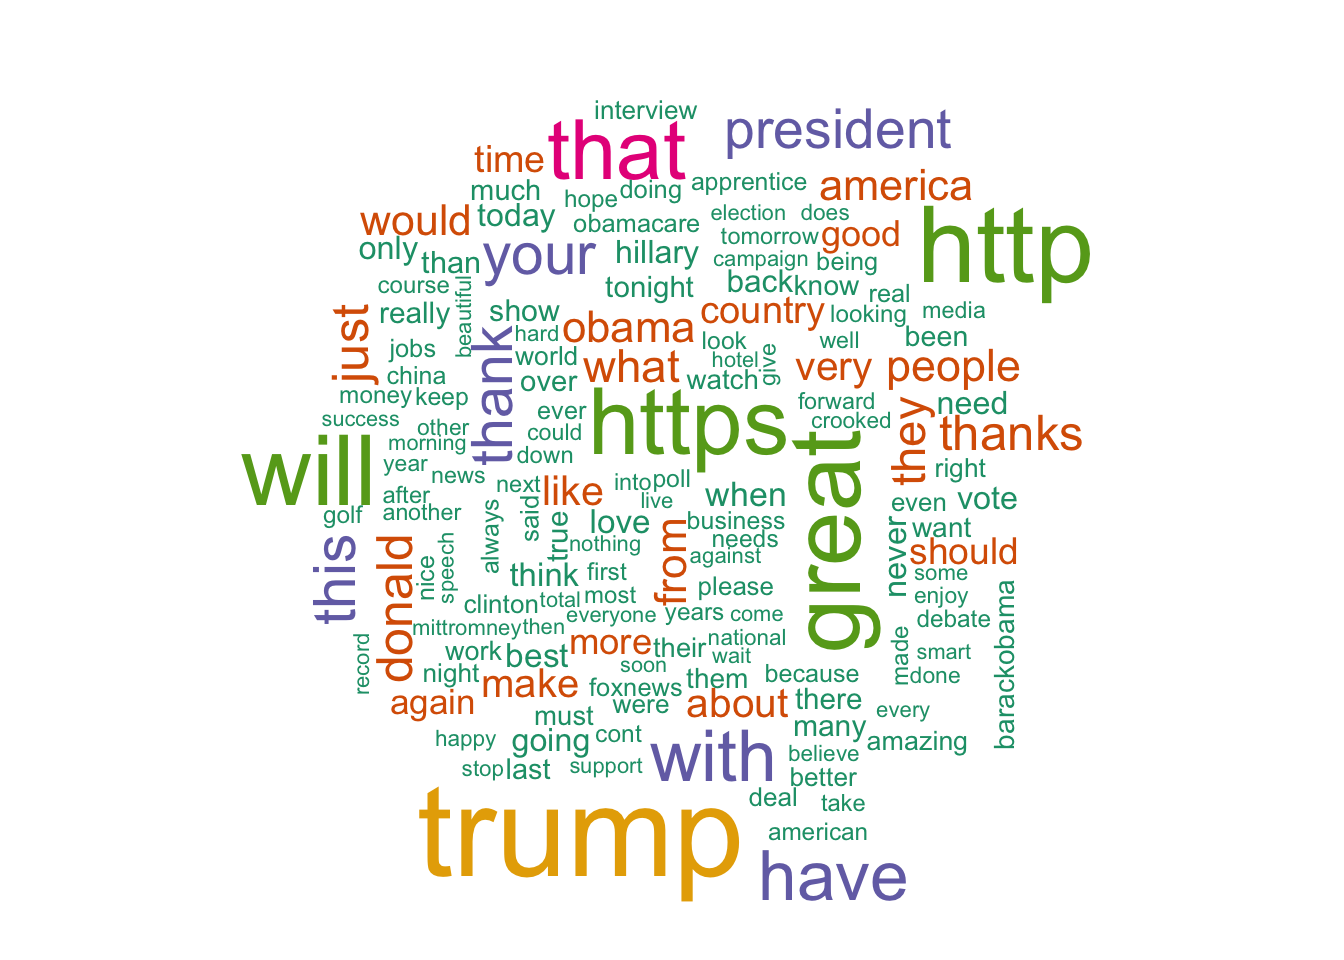 interview
that
president
time
much
hope
doing
apprentice
america
would
today
obamacare
election
does
http
only
than
your
hillary
tomorrow
good
campaign
being
course
beautiful
tonight
back
know
real
really
show
country
looking
media
just
jobs
thank
hard
obama
look
well
been
china
world
what
hotel
give
very
people
money
keep
over
watch
success
other
ever
https
forward
crooked
they
need
thanks
will
morning
could
great
year
news
down
right
after
next
like
into
poll
when
even
vote
golf
another
always
said
true
live
love
business
never
want
this
donald
nice
speech
nothing
from
needs
against
should
think
first
please
some
enjoy
clinton
total
most
everyone
years
come
debate
barackobama
mittromney
then
record
work
best
more
their
national
wait
made
smart
night
make
soon
foxnews
them
because
done
again
were
about
there
every
must
many
happy
going
cont
with
believe
amazing
stop
last
support
better
trump
deal
take
american
have